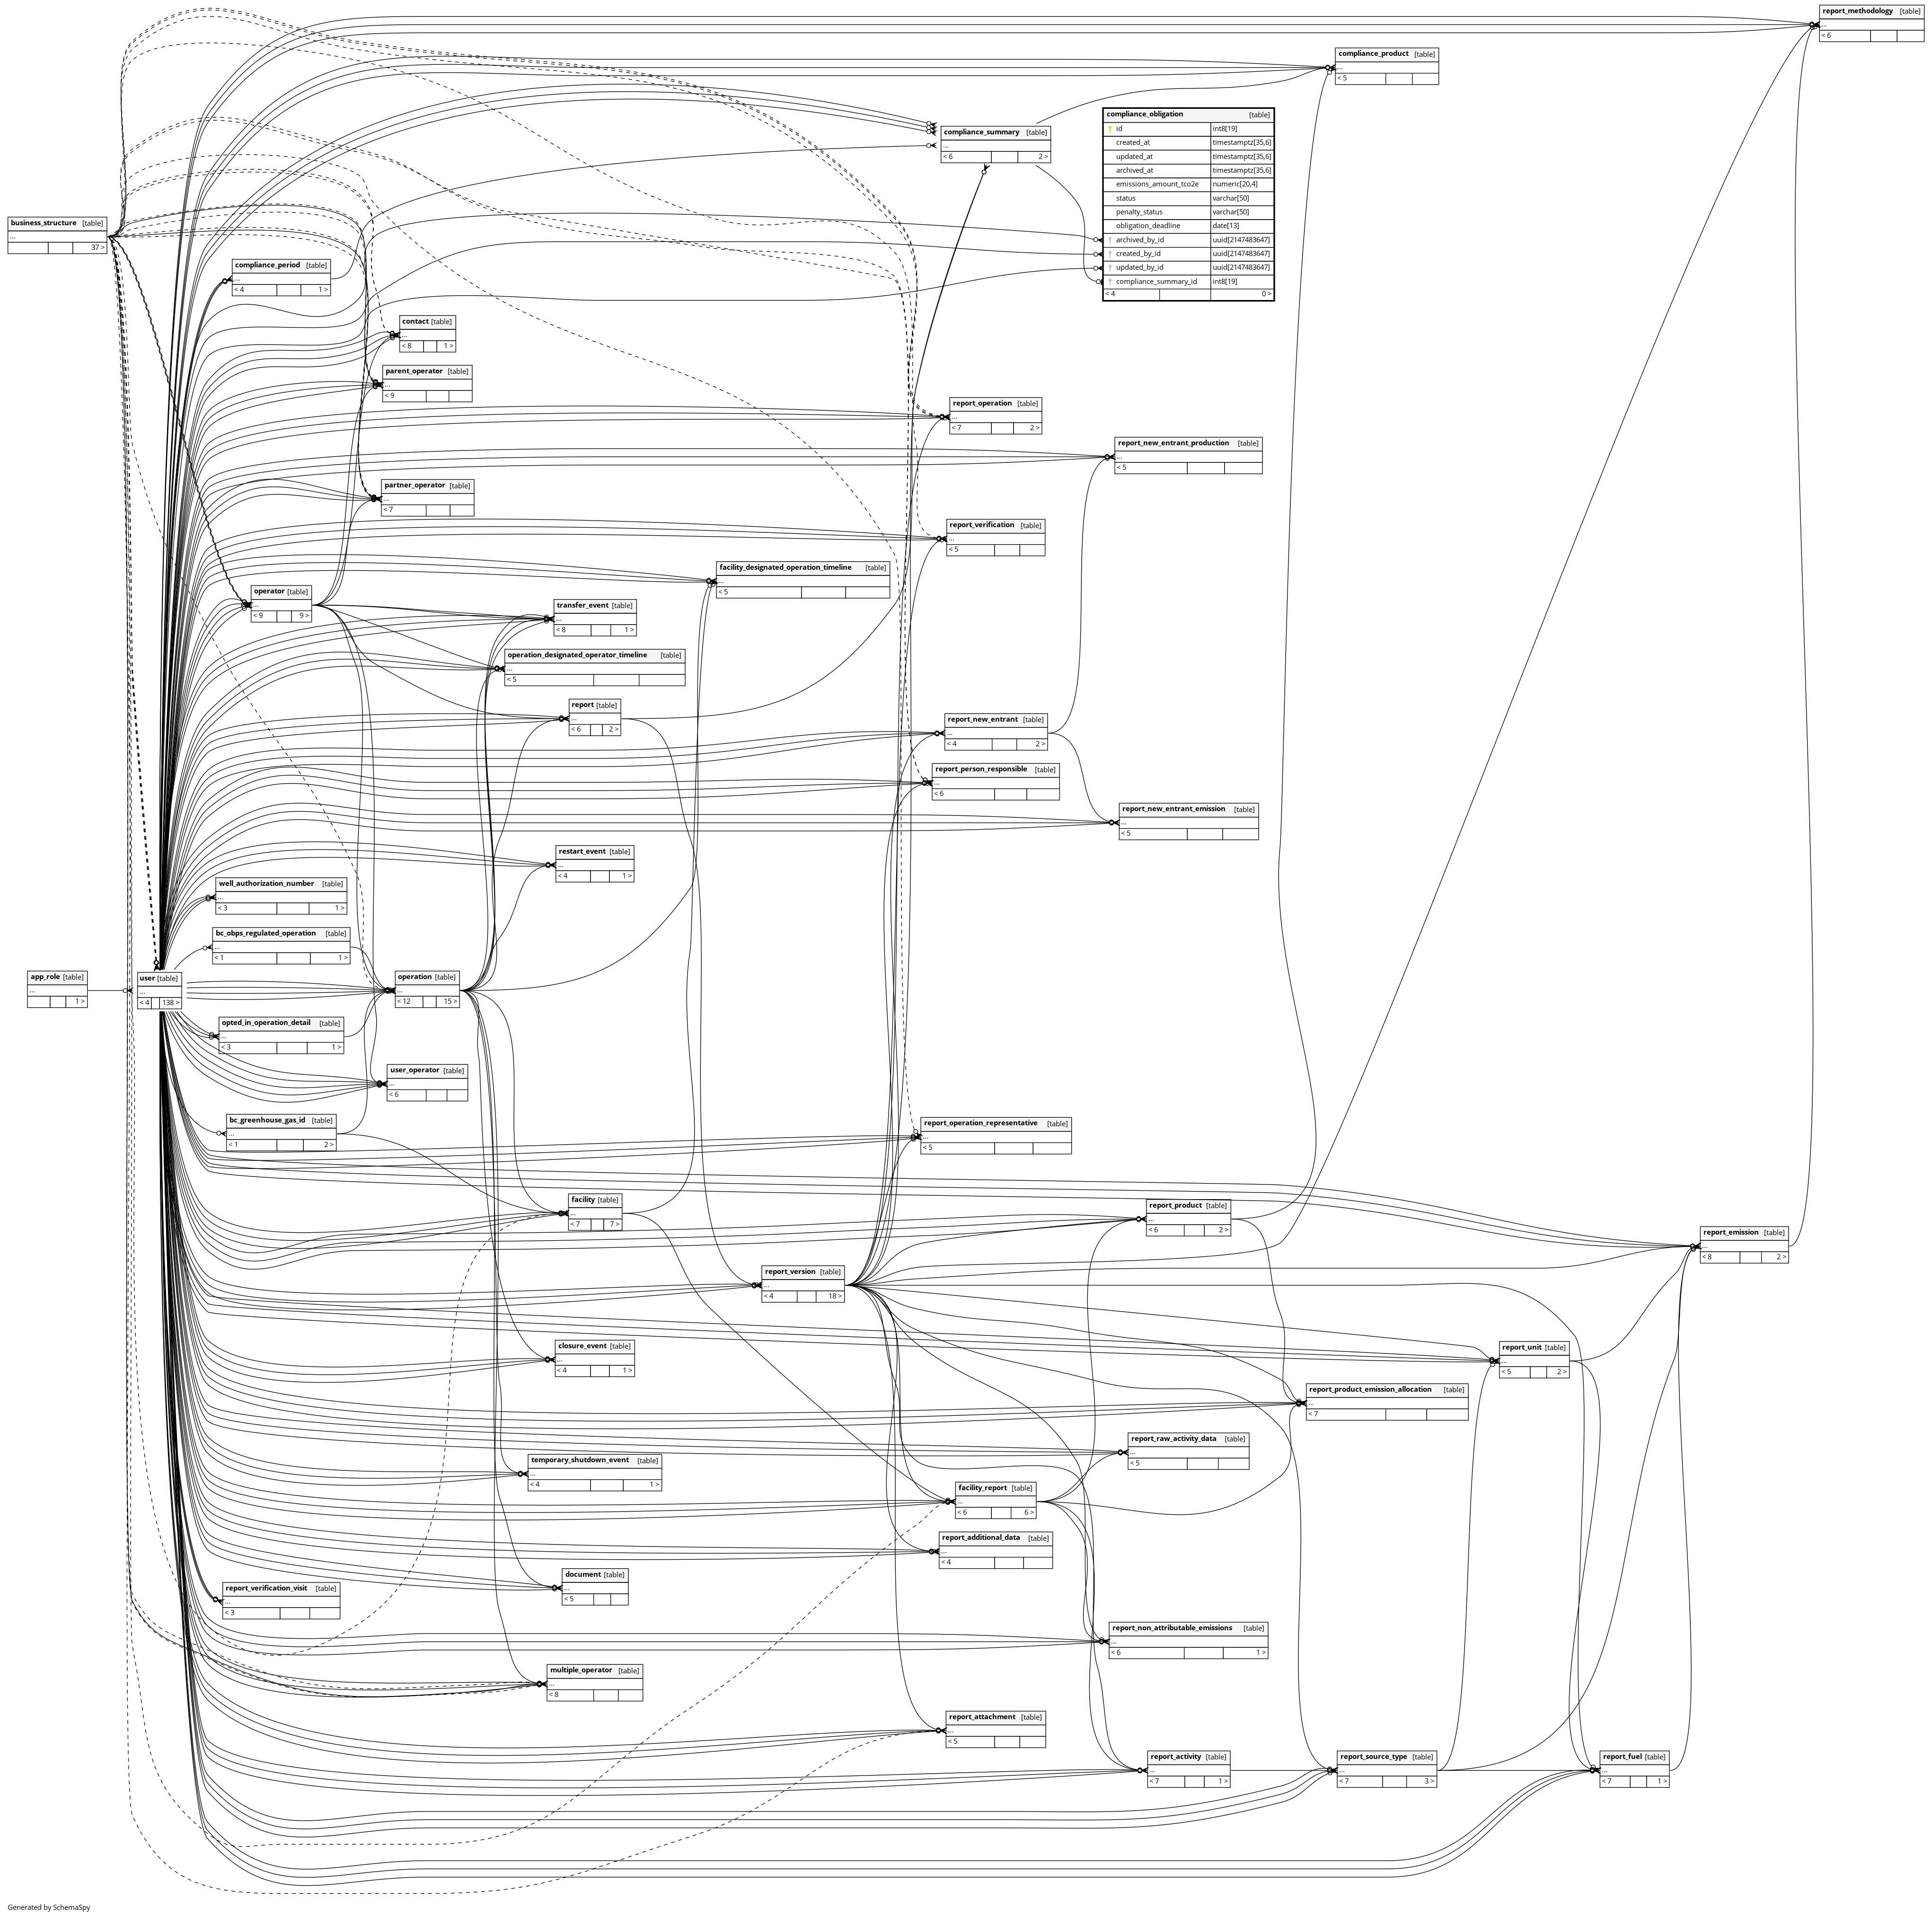 report_methodology [table]
...
< 6
compliance_product [table]
...
< 5
compliance_obligation [table]
id int8[19]
created_at timestamptz[35,6]
updated_at timestamptz[35,6]
archived_at timestamptz[35,6]
emissions_amount_tco2e numeric[20,4]
status varchar[50]
penalty_status varchar[50]
obligation_deadline date[13]
archived_by_id uuid[2147483647]
created_by_id uuid[2147483647]
updated_by_id uuid[2147483647]
compliance_summary_id int8[19]
< 4 0 >
compliance_summary [table]
...
< 6 2 >
business_structure [table]
...
37 >
compliance_period [table]
...
< 4 1 >
contact [table]
...
< 8 1 >
parent_operator [table]
...
< 9
report_operation [table]
...
< 7 2 >
report_new_entrant_production [table]
...
< 5
partner_operator [table]
...
< 7
report_verification [table]
...
< 5
facility_designated_operation_timeline [table]
...
< 5
operator [table]
...
< 9 9 >
transfer_event [table]
...
< 8 1 >
operation_designated_operator_timeline [table]
...
< 5
report [table]
...
< 6 2 >
report_new_entrant [table]
...
< 4 2 >
report_person_responsible [table]
...
< 6
report_new_entrant_emission [table]
...
< 5
restart_event [table]
...
< 4 1 >
well_authorization_number [table]
...
< 3 1 >
bc_obps_regulated_operation [table]
...
< 1 1 >
app_role [table]
...
1 >
user [table]
...
< 4 138 >
operation [table]
...
< 12 15 >
opted_in_operation_detail [table]
...
< 3 1 >
user_operator [table]
...
< 6
bc_greenhouse_gas_id [table]
...
< 1 2 >
report_operation_representative [table]
...
< 5
facility [table]
...
< 7 7 >
report_product [table]
...
< 6 2 >
report_emission [table]
...
< 8 2 >
report_version [table]
...
< 4 18 >
closure_event [table]
...
< 4 1 >
report_unit [table]
...
< 5 2 >
report_product_emission_allocation [table]
...
< 7
report_raw_activity_data [table]
...
< 5
temporary_shutdown_event [table]
...
< 4 1 >
facility_report [table]
...
< 6 6 >
report_additional_data [table]
...
< 4
document [table]
...
< 5
report_verification_visit [table]
...
< 3
report_non_attributable_emissions [table]
...
< 6 1 >
multiple_operator [table]
...
< 8
report_attachment [table]
...
< 5
report_activity [table]
...
< 7 1 >
report_source_type [table]
...
< 7 3 >
report_fuel [table]
...
< 7 1 >
Generated by SchemaSpy